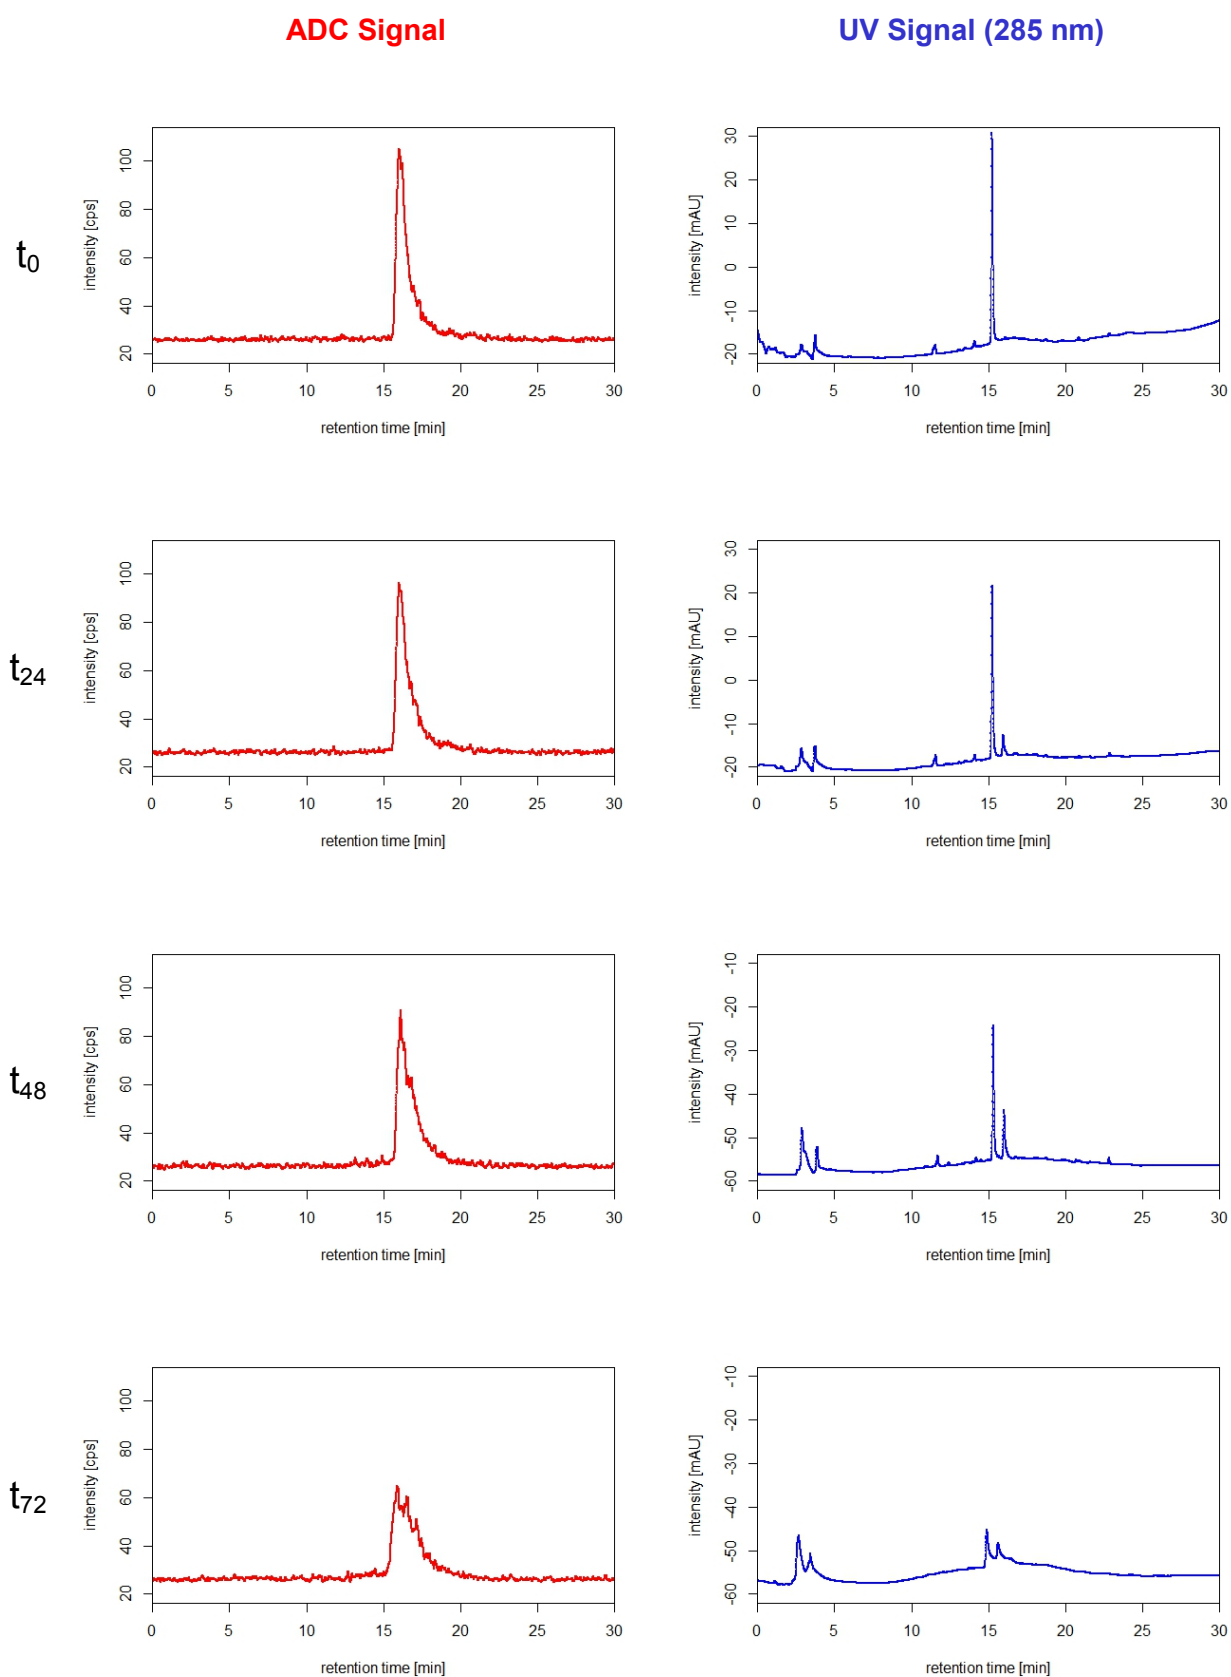 ADC Signal
UV Signal (285 nm)
t0
intensity [cps]
20 40 60 80 100
0 5 10 15 20 25 30
retention time [min]
intensity [mAU]
-20 -10 0 10 20 30
0 5 10 15 20 25 30
retention time [min]
t24
intensity [cps]
20 40 60 80 100
0 5 10 15 20 25 30
retention time [min]
intensity [mAU]
-20 -10 0 10 20 30
0 5 10 15 20 25 30
retention time [min]
t48
intensity [cps]
20 40 60 80 100
0 5 10 15 20 25 30
retention time [min]
intensity [mAU]
-60 -50 -40 -30 -20 -10
0 5 10 15 20 25 30
retention time [min]
t72
intensity [cps]
20 40 60 80 100
0 5 10 15 20 25 30
retention time [min]
intensity [mAU]
-60 -50 -40 -30 -20 -10
0 5 10 15 20 25 30
retention time [min]